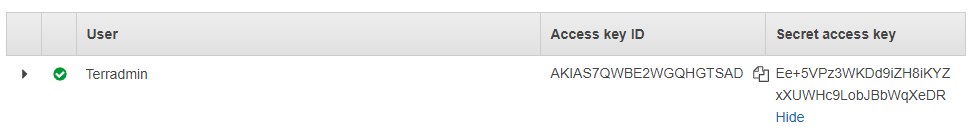 User Access key ID Secret access key
Terradmin AKIAS7QWBE2WGQHGTSAD Ee+5VPz3WKDd9iZH8iKYZ
xXUWHc9LobJBbWqXeDR
Hide